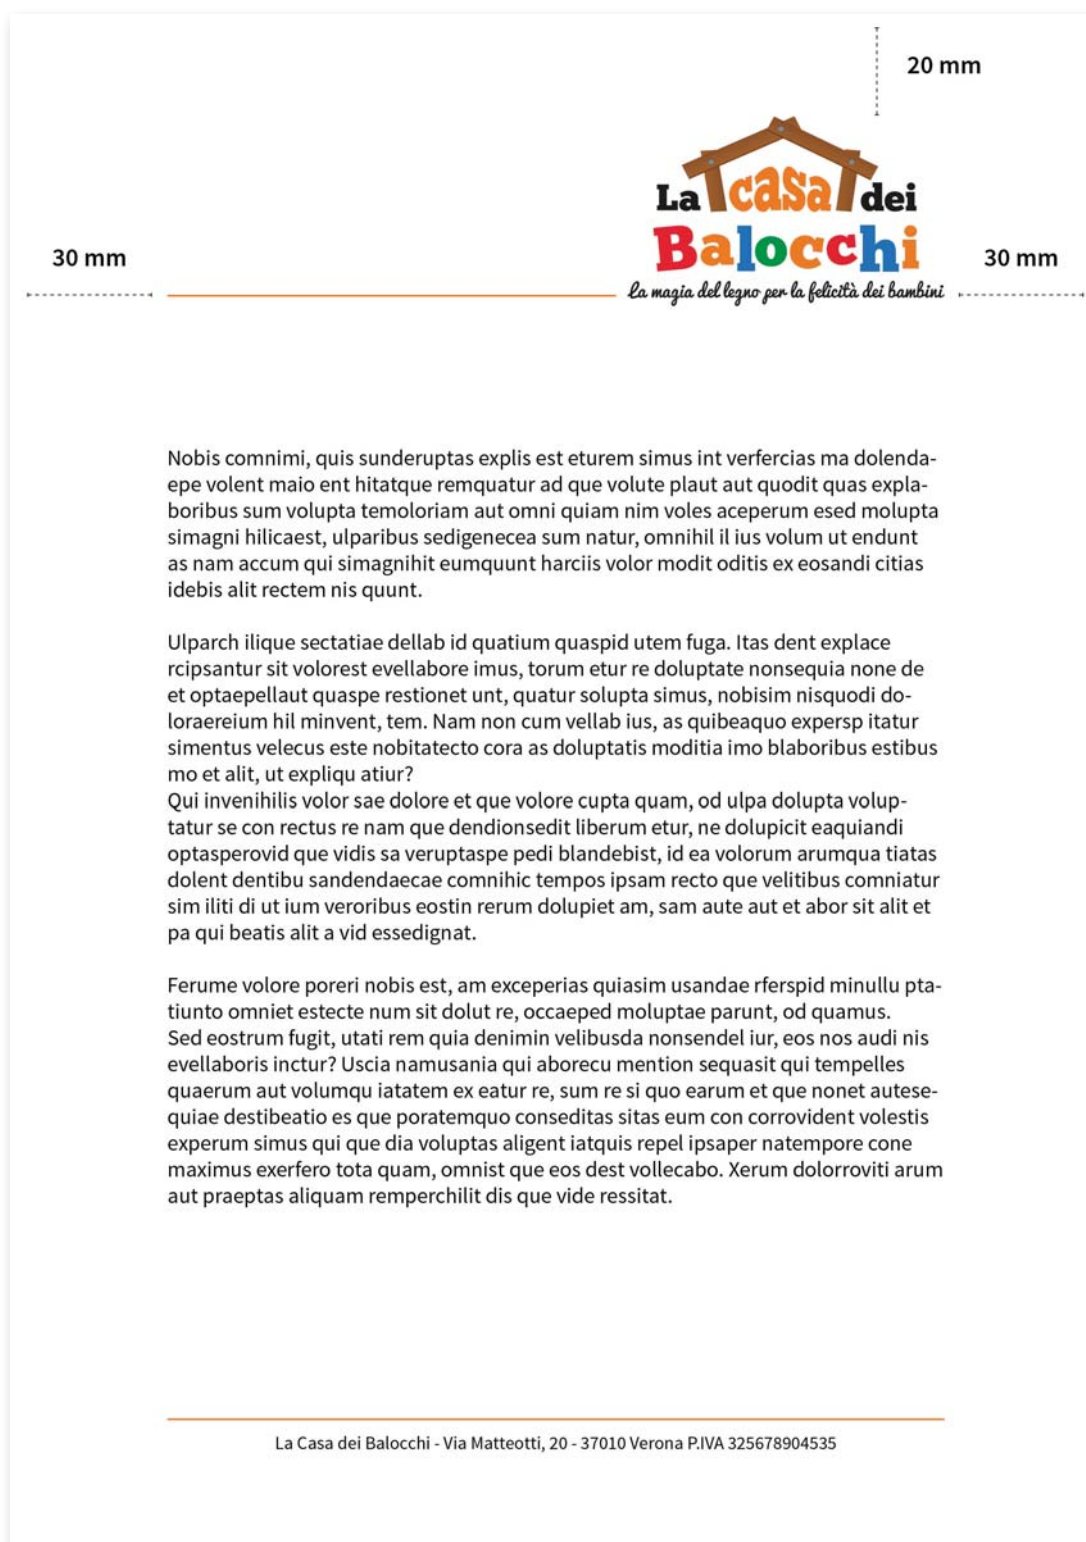 20 mm
La casa dei
Balocchi
30 mm
30 mm
La magia del legno per la felicità dei bambini
Nobis comnimi, quis sunderuptas explis est eturem simus int verfercias ma dolenda-
epe volent maio ent hitatque remquatur ad que volute plaut aut quodit quas expla-
boribus sum volupta temoloriam aut omni quiam nim voles aceperum esed molupta
simagni hilicaest, ulparibus sedigenecea sum natur, omnihil il ius volum ut endunt
as nam accum qui simagnihit eumquunt harciis volor modit oditis ex eosandi citias
idebis alit rectem nis quunt.
Ulparch ilique sectatiae dellab id quatium quaspid utem fuga. Itas dent explace
rcipsantur sit volorest evellabore imus, torum etur re doluptate nonsequia none de
et optaepellaut quaspe restionet unt, quatur solupta simus, nobisim nisquodi do-
loraereium hil minvent, tem. Nam non cum vellab ius, as quibeaquo expersp itatur
simentus velecus este nobitatecto cora as doluptatis moditia imo blaboribus estibus
mo et alit, ut expliqu atiur?
Qui invenihilis volor sae dolore et que volore cupta quam, od ulpa dolupta volup-
tatur se con rectus re nam que dendionsedit liberum etur, ne dolupicit eaquiandi
optasperovid que vidis sa veruptaspe pedi blandebist, id ea volorum arumqua tiatas
dolent dentibu sandendaecae comnihic tempos ipsam recto que velitibus comniatur
sim iliti di ut ium veroribus eostin rerum dolupiet am, sam aute aut et abor sit alit et
pa qui beatis alit a vid essedignat.
Ferume volore poreri nobis est, am exceperias quiasim usandae rferspid minullu pta-
tiunto omniet estecte num sit dolut re, occaeped moluptae parunt, od quamus.
Sed eostrum fugit, utati rem quia denimin velibusda nonsendel iur, eos nos audi nis
evellaboris inctur? Uscia namusania qui aborecu mention sequasit qui tempelles
quaerum aut volumqu iatatem ex eatur re, sum re si quo earum et que nonet autese-
quiae destibeatio es que poratemquo conseditas sitas eum con corrovident volestis
experum simus qui que dia voluptas aligent iatquis repel ipsaper natempore cone
maximus exerfero tota quam, omnist que eos dest vollecabo. Xerum dolorroviti arum
aut praeptas aliquam remperchilit dis que vide ressitat.
La Casa dei Balocchi - Via Matteotti, 20 - 37010 Verona P.IVA 325678904535